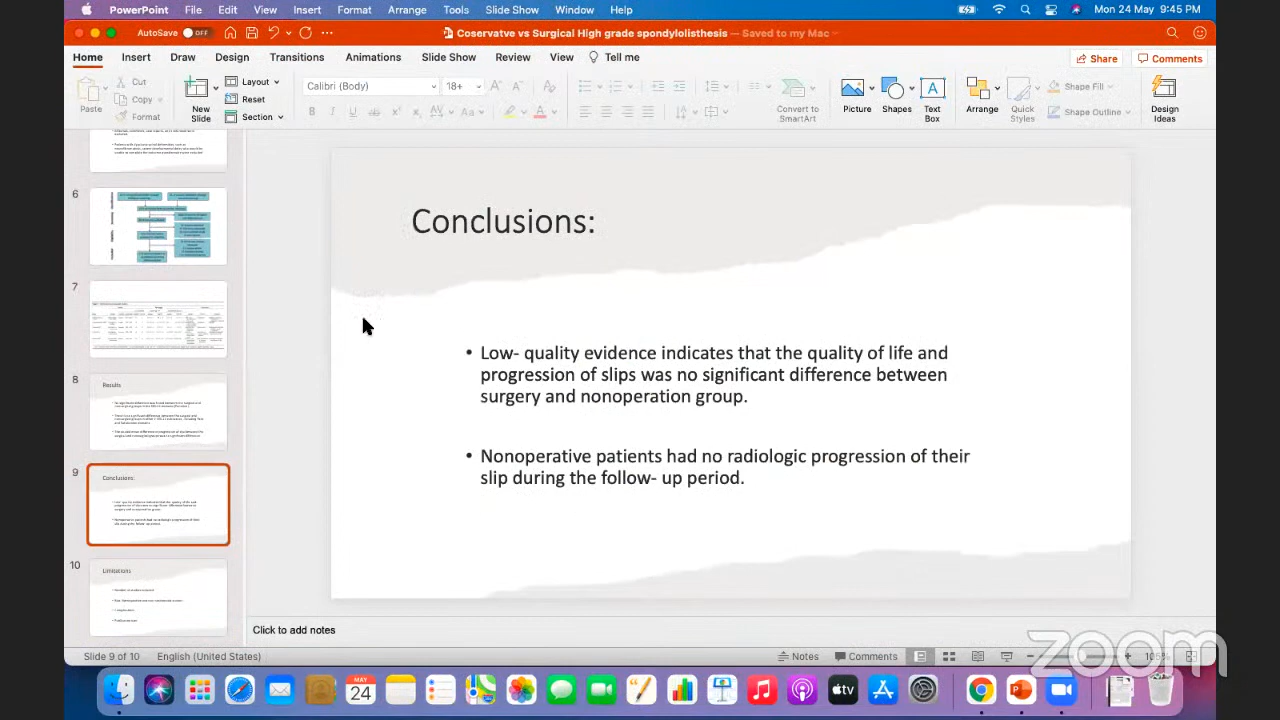 PowerPoint File Edit View Insert Format Arrange Tools Slide Show Window Help Mon 24 May 9:45 PM
AutoSave OFF Coservatve vs Surgical High grade spondylolisthesis — Saved to my Mac
Home Insert Draw Design Transitions Animations Slide Show Review View Tell me Share Comments
Paste Cut Copy Format
New Slide Layout Reset Section
Calibri (Body) 18+
Convert to SmartArt
Picture Shapes Text Box
Arrange Quick Styles Shape Fill Shape Outline
Design Ideas
6
7
8
Results
9
Conclusions:
10
Limitations
Conclusions:
• Low- quality evidence indicates that the quality of life and
progression of slips was no significant difference between
surgery and nonoperation group.
• Nonoperative patients had no radiologic progression of their
slip during the follow- up period.
Click to add notes
Slide 9 of 10 English (United States) Notes Comments
zoom
MAY
24
tv